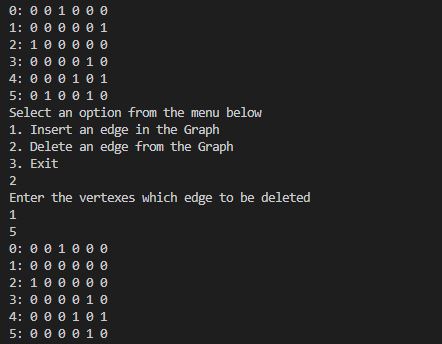 0: 0 0 1 0 0 0
1: 0 0 0 0 0 1
2: 1 0 0 0 0 0
3: 0 0 0 0 1 0
4: 0 0 0 1 0 1
5: 0 1 0 0 1 0
Select an option from the menu below
1. Insert an edge in the Graph
2. Delete an edge from the Graph
3. Exit
2
Enter the vertexes which edge to be deleted
1
5
0: 0 0 1 0 0 0
1: 0 0 0 0 0 0
2: 1 0 0 0 0 0
3: 0 0 0 0 1 0
4: 0 0 0 1 0 1
5: 0 0 0 0 1 0